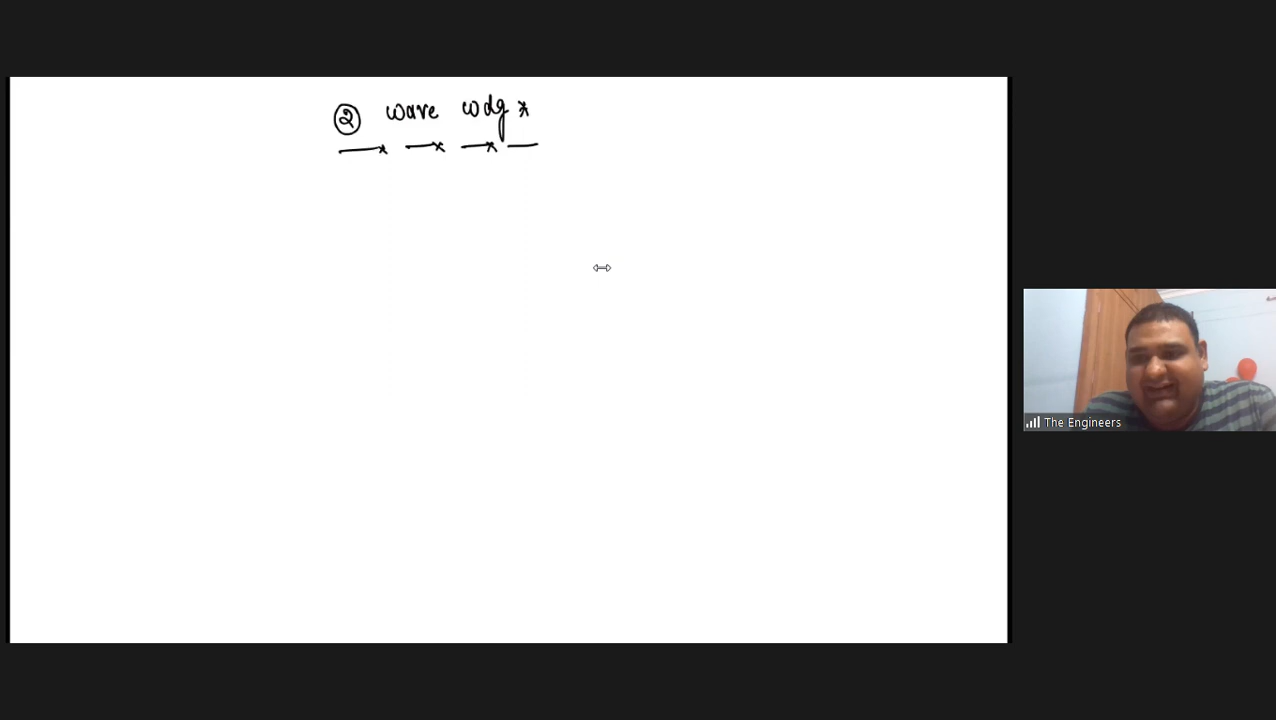 ② wave wdg *
The Engineers